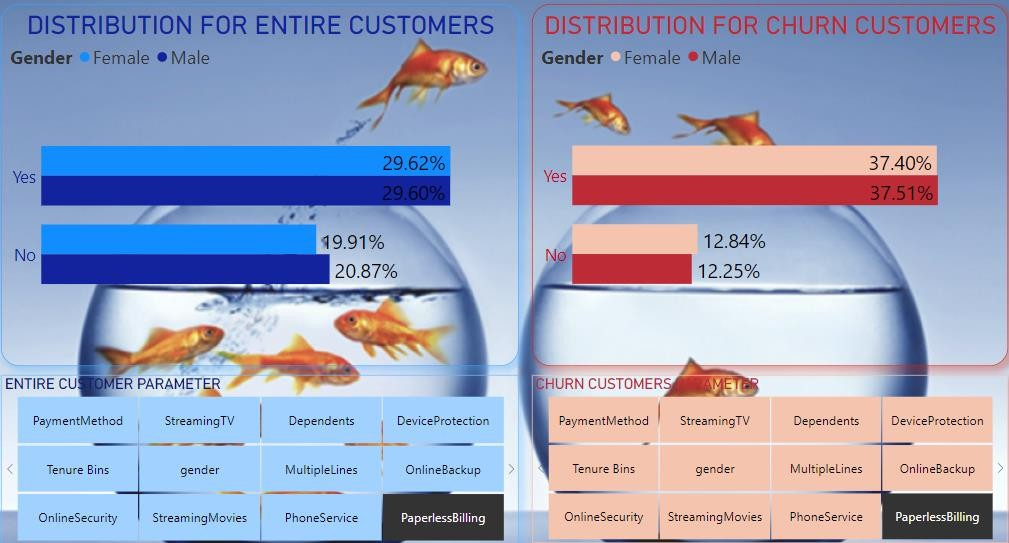 DISTRIBUTION FOR ENTIRE CUSTOMERS
Gender Female Male
Yes
29.62%
29.60%
No
19.91%
20.87%
ENTIRE CUSTOMER PARAMETER
PaymentMethod StreamingTV Dependents DeviceProtection
Tenure Bins gender MultipleLines OnlineBackup
OnlineSecurity StreamingMovies PhoneService PaperlessBilling
DISTRIBUTION FOR CHURN CUSTOMERS
Gender Female Male
Yes
37.40%
37.51%
No
12.84%
12.25%
CHURN CUSTOMERS PARAMETER
PaymentMethod StreamingTV Dependents DeviceProtection
Tenure Bins gender MultipleLines OnlineBackup
OnlineSecurity StreamingMovies PhoneService PaperlessBilling